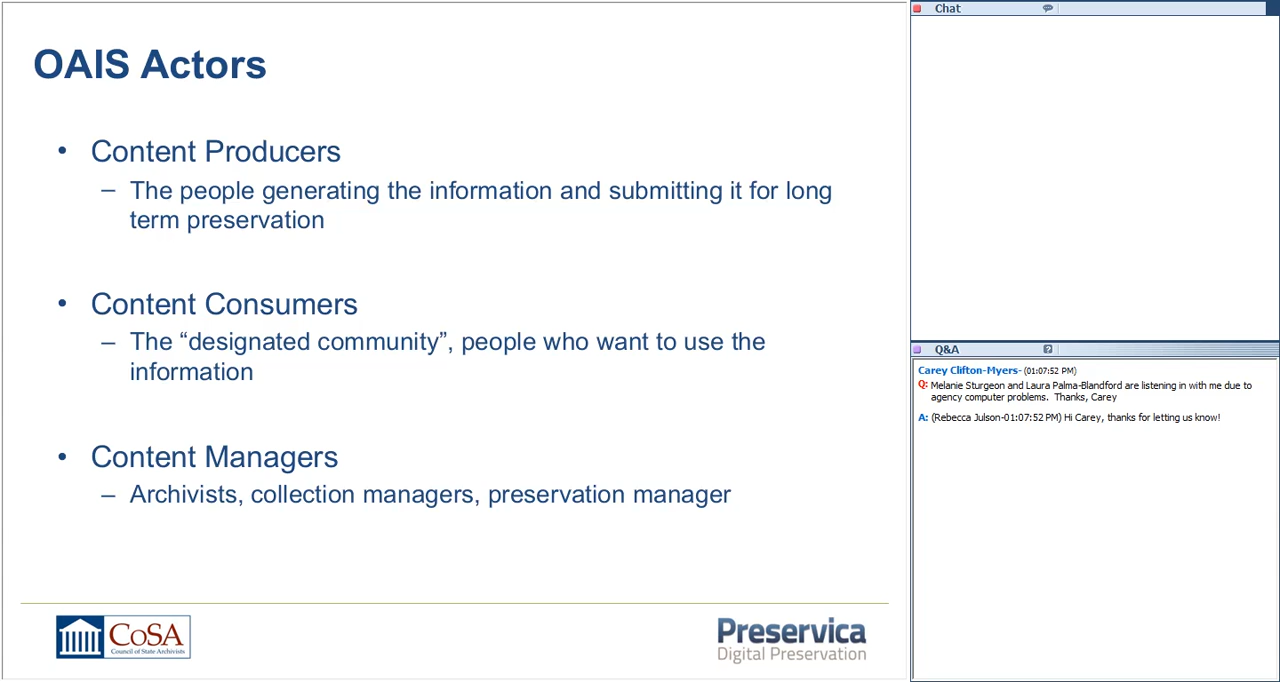 OAIS Actors
• Content Producers
– The people generating the information and submitting it for long
term preservation
• Content Consumers
– The “designated community”, people who want to use the
information
• Content Managers
– Archivists, collection managers, preservation manager
CoSA
Council of State Archivists
Preservica
Digital Preservation
Chat
Q&A
Carey Clifton-Myers- (01:07:52 PM)
Q: Melanie Sturgeon and Laura Palma-Blandford are listening in with me due to
agency computer problems.  Thanks, Carey
A: (Rebecca Julson-01:07:52 PM) Hi Carey, thanks for letting us know!